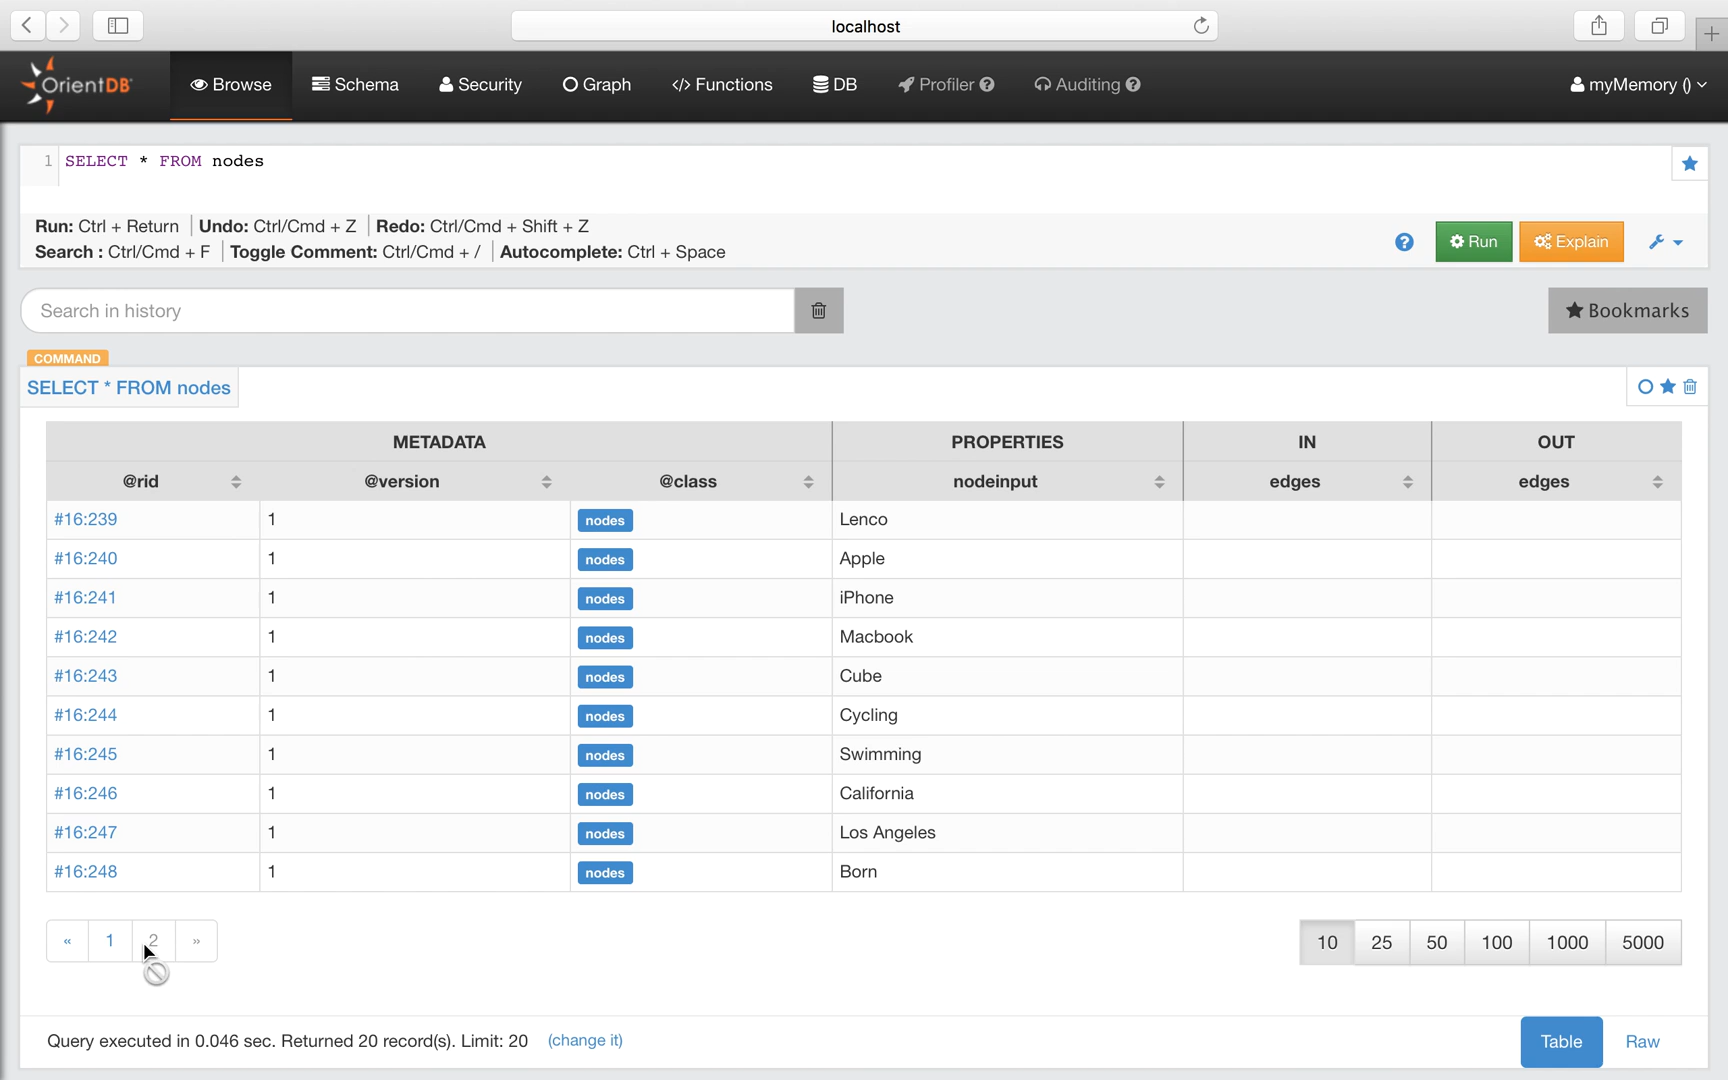 localhost
OrientDB Browse Schema Security Graph </> Functions DB Profiler ? Auditing ? myMemory ()
1 SELECT * FROM nodes
Run: Ctrl + Return Undo: Ctrl/Cmd + Z Redo: Ctrl/Cmd + Shift + Z
Search : Ctrl/Cmd + F Toggle Comment: Ctrl/Cmd + / Autocomplete: Ctrl + Space
? Run Explain
Search in history Bookmarks
COMMAND
SELECT * FROM nodes
METADATA PROPERTIES IN OUT
@rid @version @class nodeinput edges edges
#16:239 1 nodes Lenco
#16:240 1 nodes Apple
#16:241 1 nodes iPhone
#16:242 1 nodes Macbook
#16:243 1 nodes Cube
#16:244 1 nodes Cycling
#16:245 1 nodes Swimming
#16:246 1 nodes California
#16:247 1 nodes Los Angeles
#16:248 1 nodes Born
« 1 2 » 10 25 50 100 1000 5000
Query executed in 0.046 sec. Returned 20 record(s). Limit: 20 (change it) Table Raw